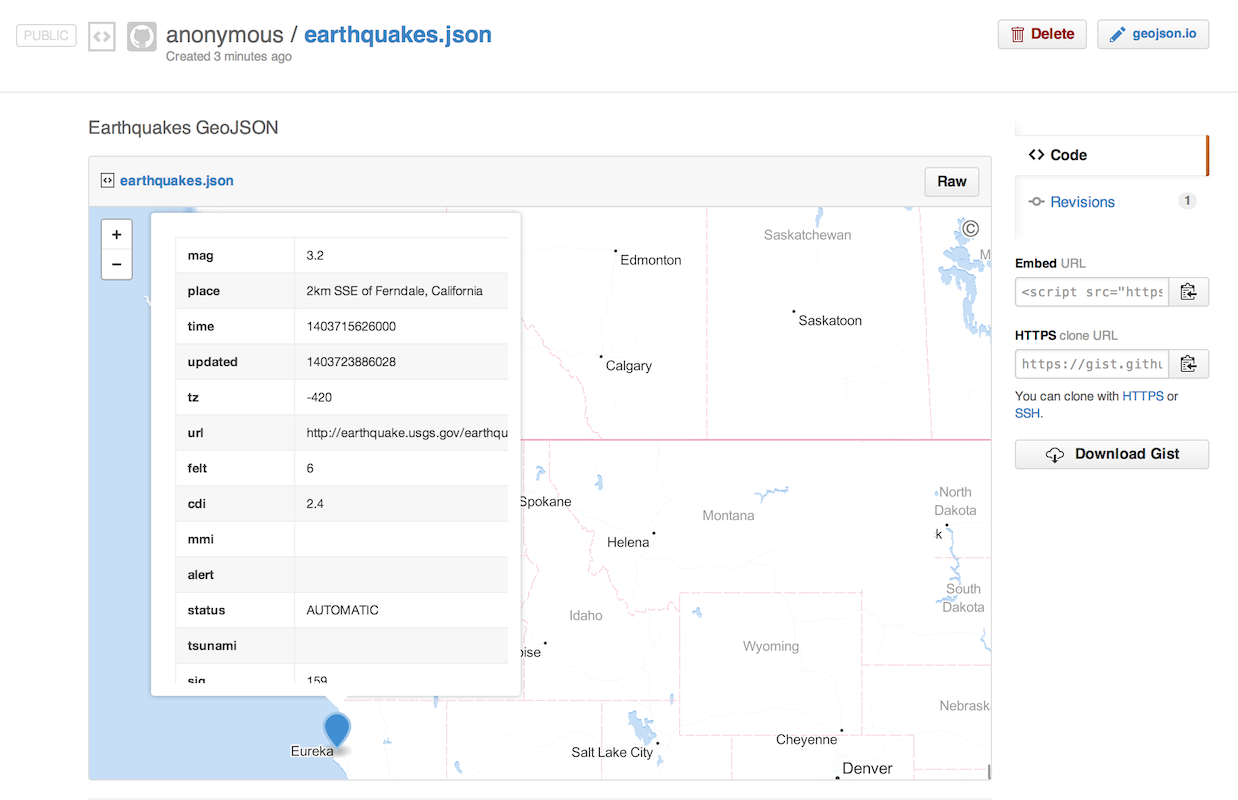 PUBLIC
anonymous / earthquakes.json
Created 3 minutes ago
Delete
geojson.io
Earthquakes GeoJSON
earthquakes.json
Raw
+
−
mag 3.2
place 2km SSE of Ferndale, California
time 1403715626000
updated 1403723886028
tz -420
url http://earthquake.usgs.gov/earthqu
felt 6
cdi 2.4
mmi
alert
status AUTOMATIC
tsunami
sig 159
Saskatchewan
©
M
Edmonton
Saskatoon
Calgary
Spokane
Montana
North
Dakota
k
Helena
South
Dakota
Idaho
oise
Wyoming
Nebrask
Eureka
Salt Lake City
Cheyenne
Denver
Code
Revisions 1
Embed URL
<script src="https
HTTPS clone URL
https://gist.githu
You can clone with HTTPS or
SSH.
Download Gist